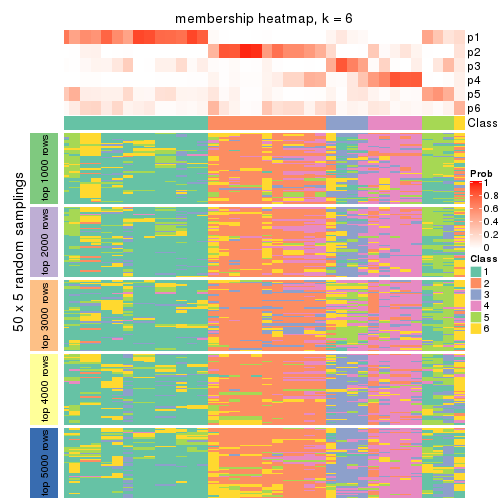 membership heatmap, k = 6
p1
p2
p3
p4
p5
p6
Class
50 x 5 random samplings
top 1000 rows
top 2000 rows
top 3000 rows
top 4000 rows
top 5000 rows
Prob
1
0.8
0.6
0.4
0.2
0
Class
1
2
3
4
5
6